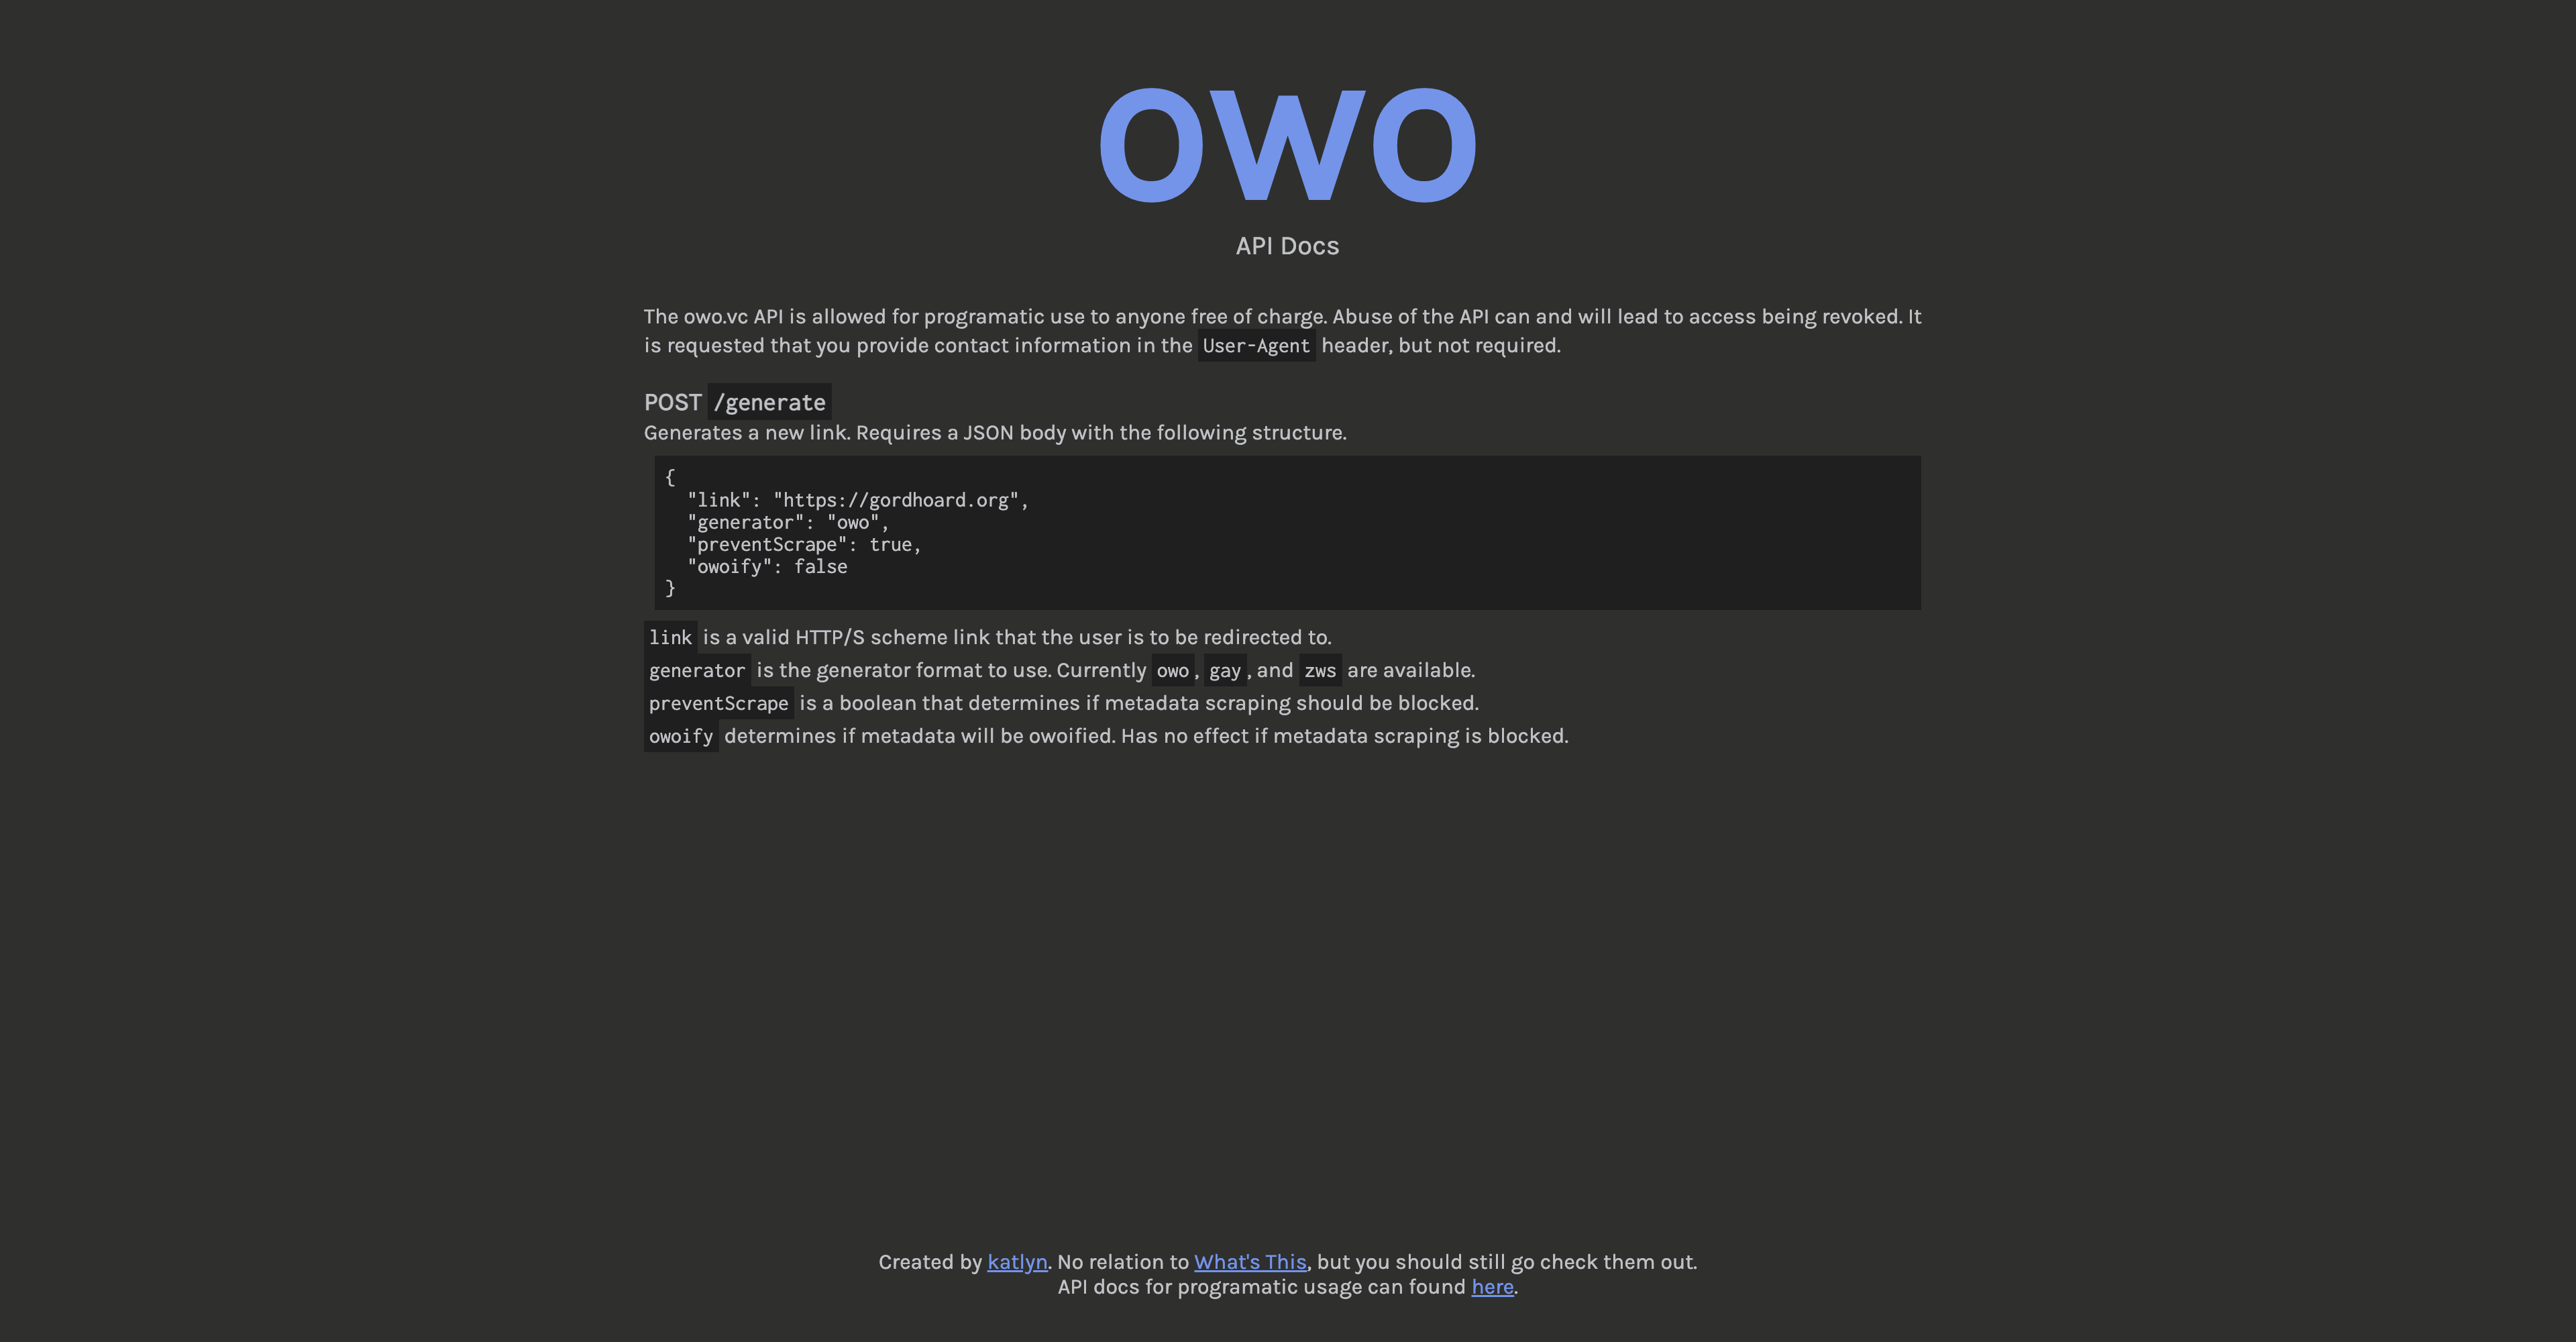 OWO
API Docs
The owo.vc API is allowed for programatic use to anyone free of charge. Abuse of the API can and will lead to access being revoked. It
is requested that you provide contact information in the User-Agent header, but not required.
POST /generate
Generates a new link. Requires a JSON body with the following structure.
{
  "link": "https://gordhoard.org",
  "generator": "owo",
  "preventScrape": true,
  "owoify": false
}
link is a valid HTTP/S scheme link that the user is to be redirected to.
generator is the generator format to use. Currently owo, gay, and zws are available.
preventScrape is a boolean that determines if metadata scraping should be blocked.
owoify determines if metadata will be owoified. Has no effect if metadata scraping is blocked.
Created by katlyn. No relation to What's This, but you should still go check them out.
API docs for programatic usage can found here.